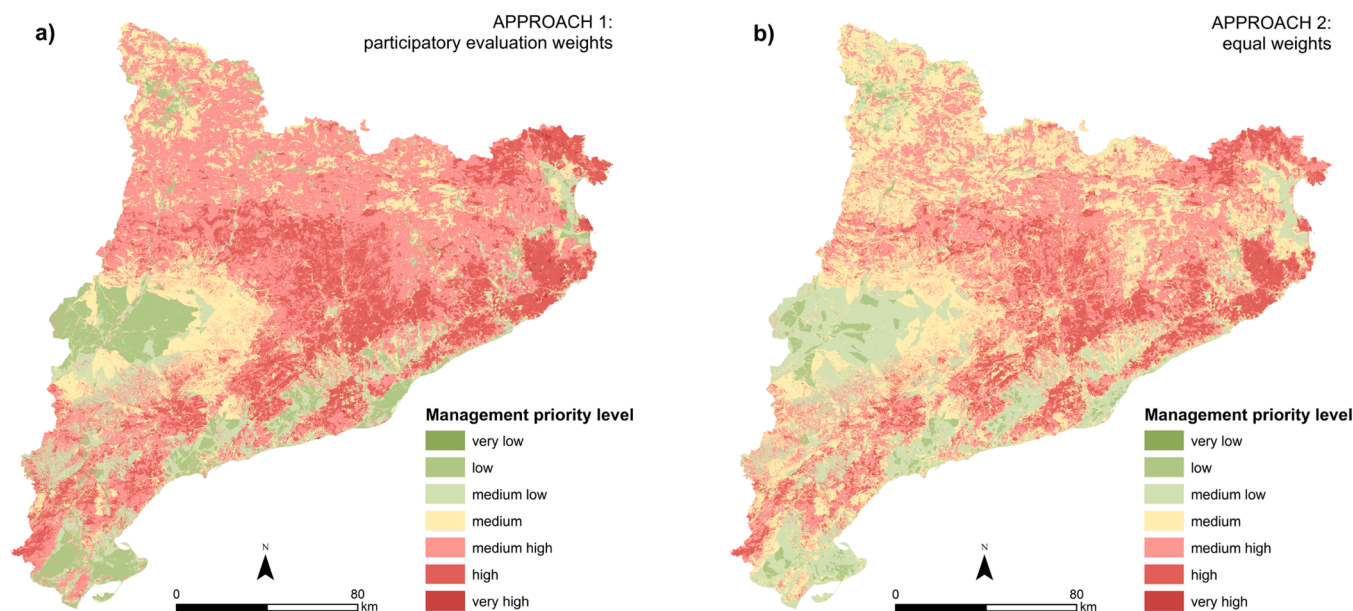 a)
APPROACH 1:
participatory evaluation weights
Management priority level
very low
low
medium low
medium
medium high
high
very high
N
0
80
km
b)
APPROACH 2:
equal weights
Management priority level
very low
low
medium low
medium
medium high
high
very high
N
0
80
km